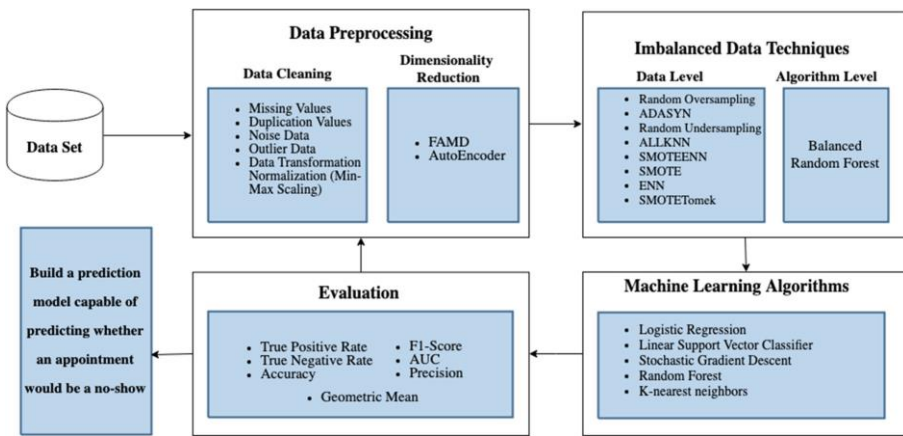 Data Set
Data Preprocessing
Data Cleaning
• Missing Values
• Duplication Values
• Noise Data
• Outlier Data
• Data Transformation
Normalization (Min-
Max Scaling)
Dimensionality
Reduction
• FAMD
• AutoEncoder
Imbalanced Data Techniques
Data Level
• Random Oversampling
• ADASYN
• Random Undersampling
• ALLKNN
• SMOTEENN
• SMOTE
• ENN
• SMOTETomek
Algorithm Level
Balanced
Random Forest
Machine Learning Algorithms
• Logistic Regression
• Linear Support Vector Classifier
• Stochastic Gradient Descent
• Random Forest
• K-nearest neighbors
Evaluation
• True Positive Rate
• True Negative Rate
• Accuracy
• F1-Score
• AUC
• Precision
• Geometric Mean
Build a prediction
model capable of
predicting whether
an appointment
would be a no-show